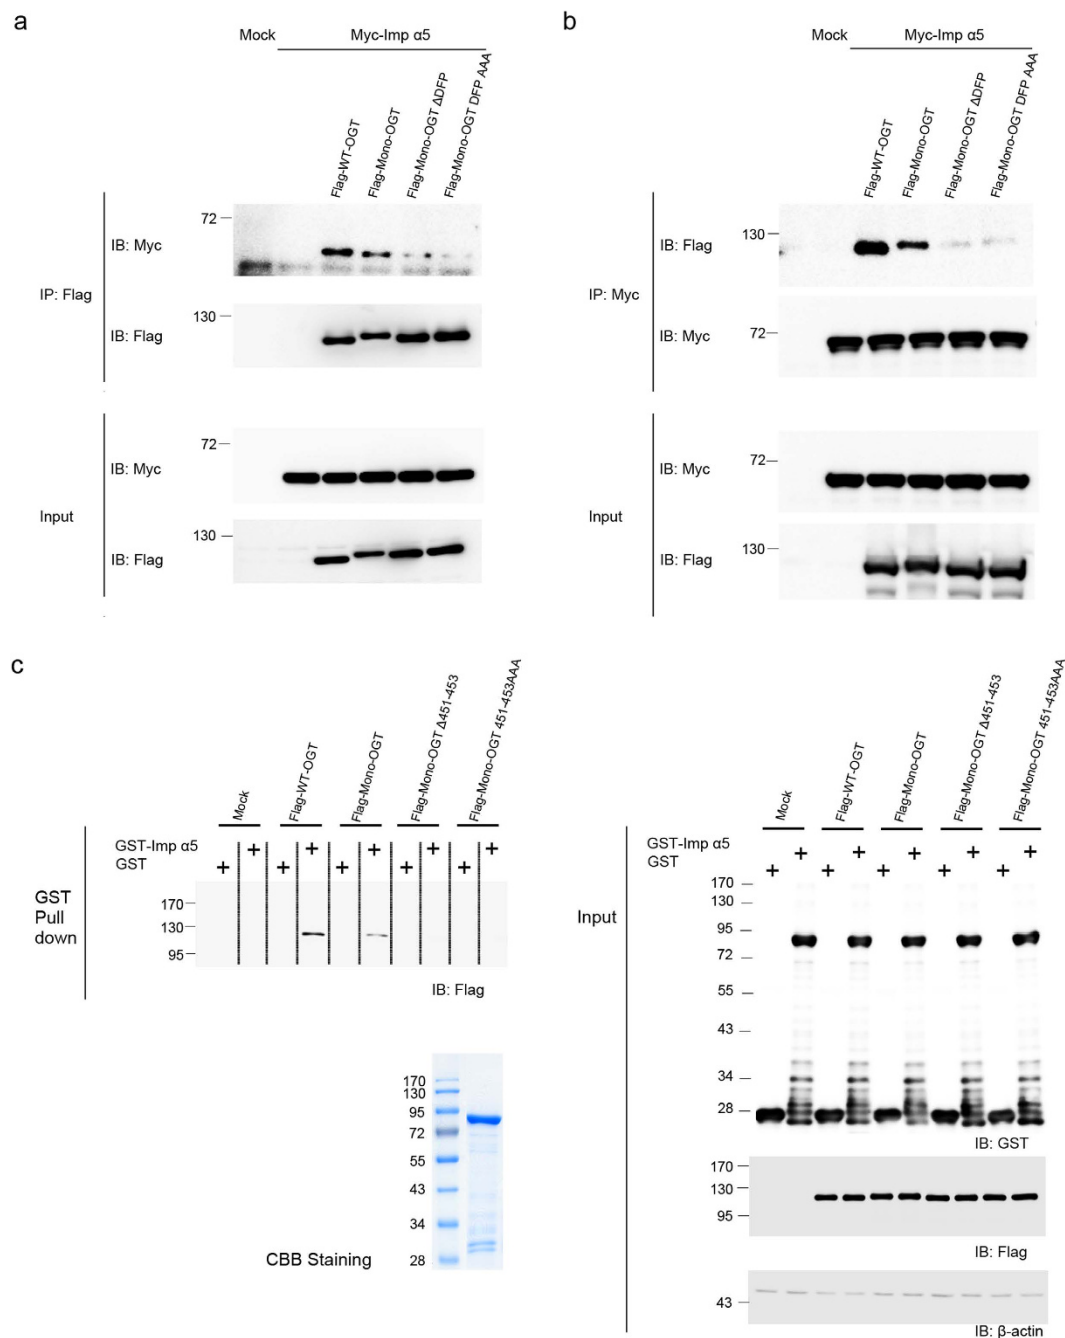 a
Mock
Myc-Imp α5
Flag-WT-OGT
Flag-Mono-OGT
Flag-Mono-OGT ΔDFP
Flag-Mono-OGT DFP AAA
IP: Flag
72
IB: Myc
130
IB: Flag
Input
72
IB: Myc
130
IB: Flag
b
Mock
Myc-Imp α5
Flag-WT-OGT
Flag-Mono-OGT
Flag-Mono-OGT ΔDFP
Flag-Mono-OGT DFP AAA
IP: Myc
130
IB: Flag
72
IB: Myc
Input
72
IB: Myc
130
IB: Flag
c
Mock
Flag-WT-OGT
Flag-Mono-OGT
Flag-Mono-OGT Δ451-453
Flag-Mono-OGT 451-453AAA
GST-Imp α5 + + + + +
GST + + + + +
GST
Pull
down
170
130
95
IB: Flag
170
130
95
72
55
43
34
28
CBB Staining
Mock
Flag-WT-OGT
Flag-Mono-OGT
Flag-Mono-OGT Δ451-453
Flag-Mono-OGT 451-453AAA
GST-Imp α5 + + + + +
GST + + + + +
Input
170
130
95
72
55
43
34
28
IB: GST
170
130
95
IB: Flag
43
IB: β-actin